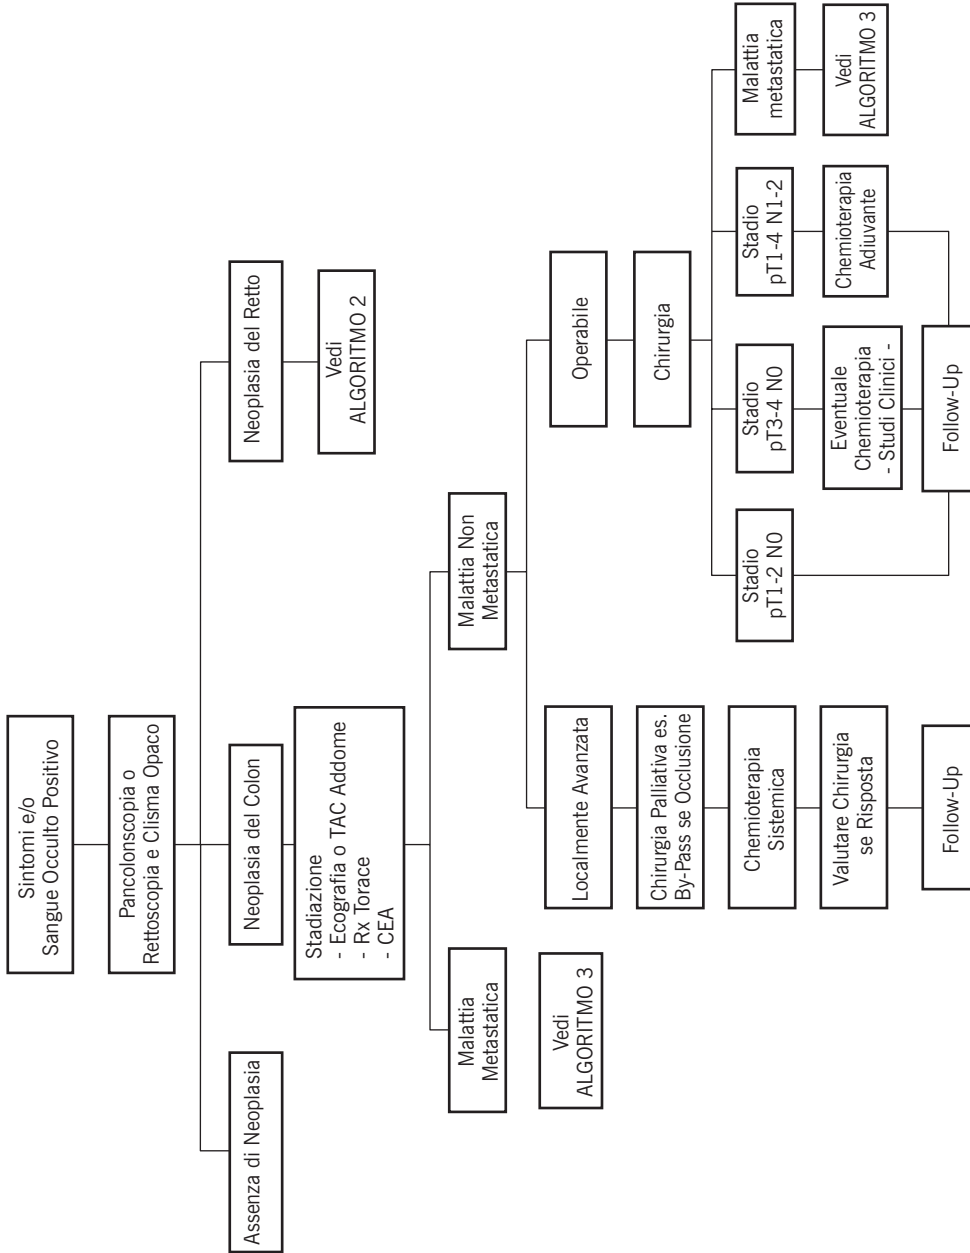 Sintomi e/o
Sangue Occulto Positivo
Pancolonscopia o
Rettoscopia e Clisma Opaco
Assenza di Neoplasia
Neoplasia del Colon
Neoplasia del Retto
Vedi
ALGORITMO 2
Stadiazione
- Ecografia o TAC Addome
- Rx Torace
- CEA
Malattia
Metastatica
Vedi
ALGORITMO 3
Malattia Non
Metastatica
Localmente Avanzata
Chirurgia Palliativa es.
By-Pass se Occlusione
Chemioterapia
Sistemica
Valutare Chirurgia
se Risposta
Follow-Up
Operabile
Chirurgia
Stadio
pT1-2 N0
Stadio
pT3-4 N0
Eventuale
Chemioterapia
- Studi Clinici -
Stadio
pT1-4 N1-2
Chemioterapia
Adiuvante
Follow-Up
Malattia
metastatica
Vedi
ALGORITMO 3